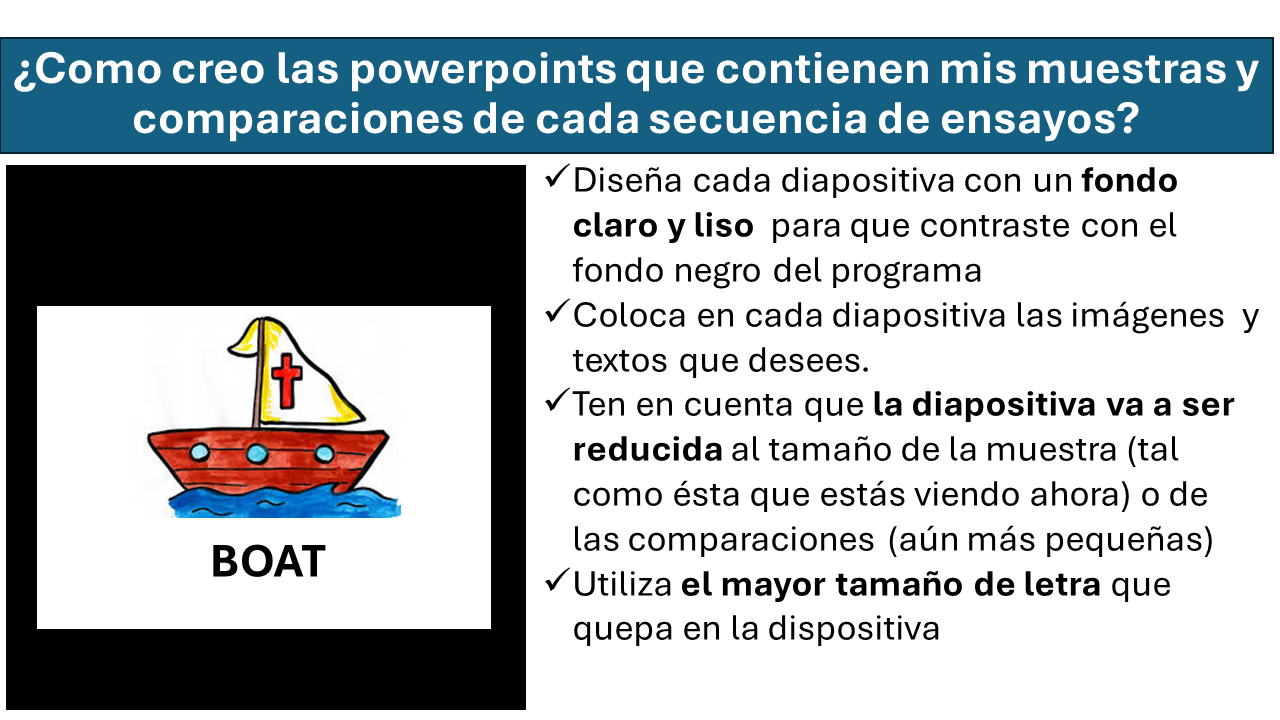 ¿Como creo las powerpoints que contienen mis muestras y
comparaciones de cada secuencia de ensayos?
BOAT
✓Diseña cada diapositiva con un fondo
claro y liso para que contraste con el
fondo negro del programa
✓Coloca en cada diapositiva las imágenes y
textos que desees.
✓Ten en cuenta que la diapositiva va a ser
reducida al tamaño de la muestra (tal
como ésta que estás viendo ahora) o de
las comparaciones (aún más pequeñas)
✓Utiliza el mayor tamaño de letra que
quepa en la dispositiva